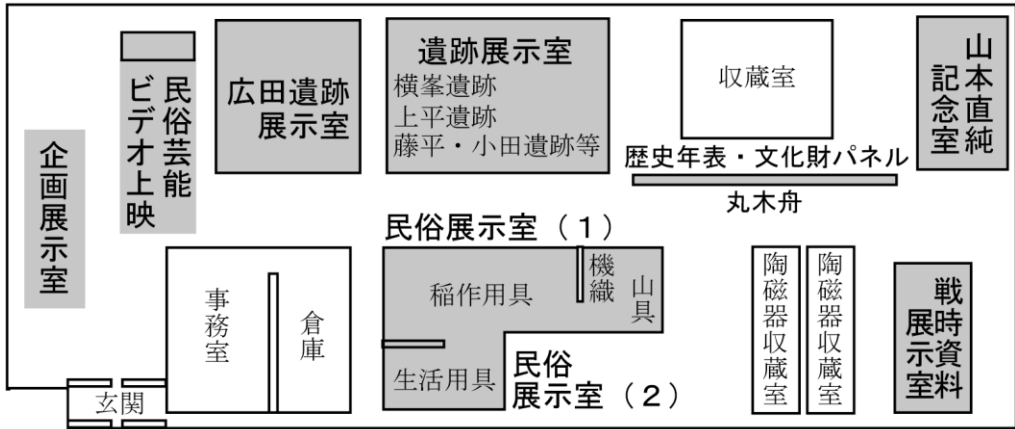 企画展示室
民俗芸能
ビデオ上映
広田遺跡
展示室
遺跡展示室
横峯遺跡
上平遺跡
藤平・小田遺跡等
収蔵室
歴史年表・文化財パネル
丸木舟
山本直純
記念室
民俗展示室（１）
稲作用具
機織
山具
生活用具
民俗
展示室（２）
事務室
倉庫
玄関
陶磁器収蔵室
陶磁器収蔵室
戦時資料
展示室